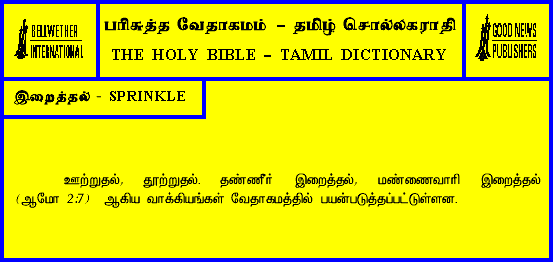 BELLWETHER
INTERNATIONAL
பரிசுத்த வேதாகமம் – தமிழ் சொல்லகராதி
THE HOLY BIBLE – TAMIL DICTIONARY
GOOD NEWS
PUBLISHERS
இறைத்தல் - SPRINKLE
ஊற்றுதல், தூற்றுதல். தண்ணீர் இறைத்தல், மண்ணைவாரி இறைத்தல்
(ஆமோ 2:7) ஆகிய வாக்கியங்கள் வேதாகமத்தில் பயன்படுத்தப்பட்டுள்ளன.